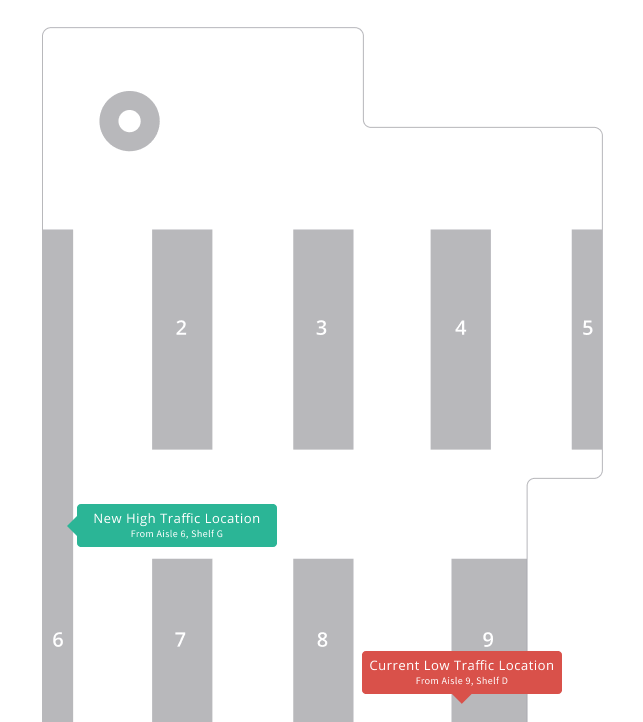 2
3
4
5
New High Traffic Location
From Aisle 6, Shelf G
6
7
8
9
Current Low Traffic Location
From Aisle 9, Shelf D